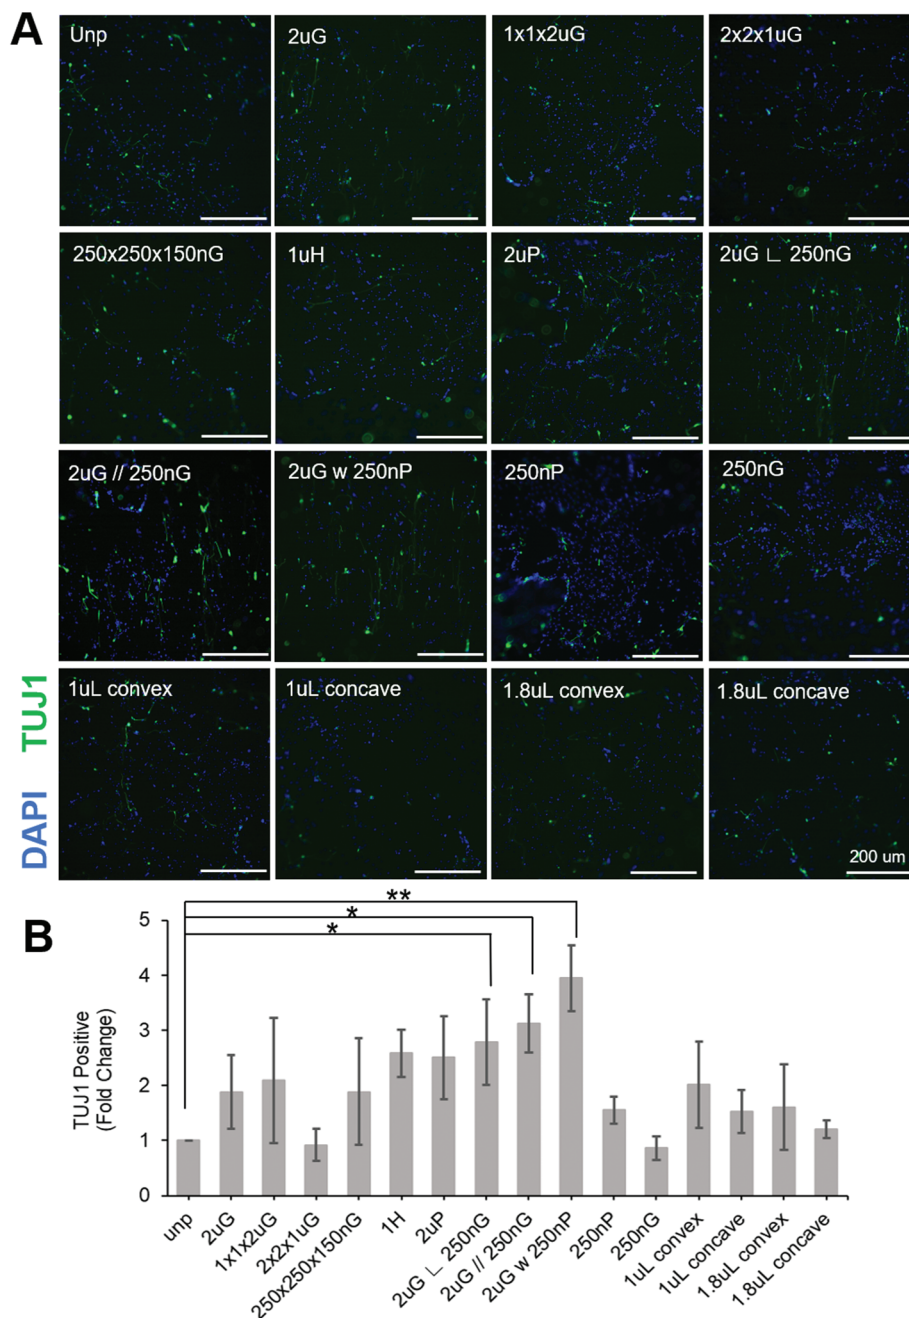 A
Unp
2uG
1x1x2uG
2x2x1uG
250x250x150nG
1uH
2uP
2uG ∟ 250nG
2uG // 250nG
2uG w 250nP
250nP
250nG
1uL convex
1uL concave
1.8uL convex
1.8uL concave
200 um
DAPI TUJ1
B
**
*
*
TUJ1 Positive
(Fold Change)
5
4
3
2
1
0
unp
2uG
1x1x2uG
2x2x1uG
250x250x150nG
1H
2uP
2uG ∟ 250nG
2uG // 250nG
2uG w 250nP
250nP
250nG
1uL convex
1uL concave
1.8uL convex
1.8uL concave